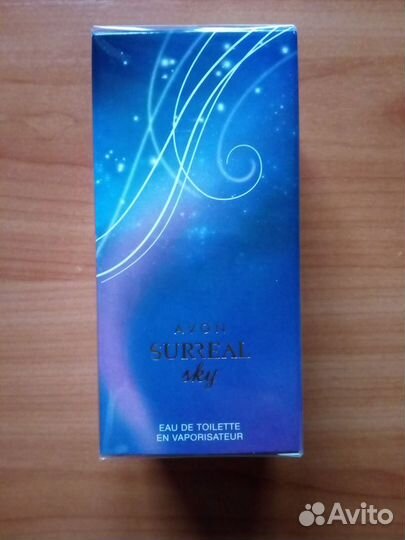 AVON
SURREAL
sky
EAU DE TOILETTE
EN VAPORISATEUR
Avito